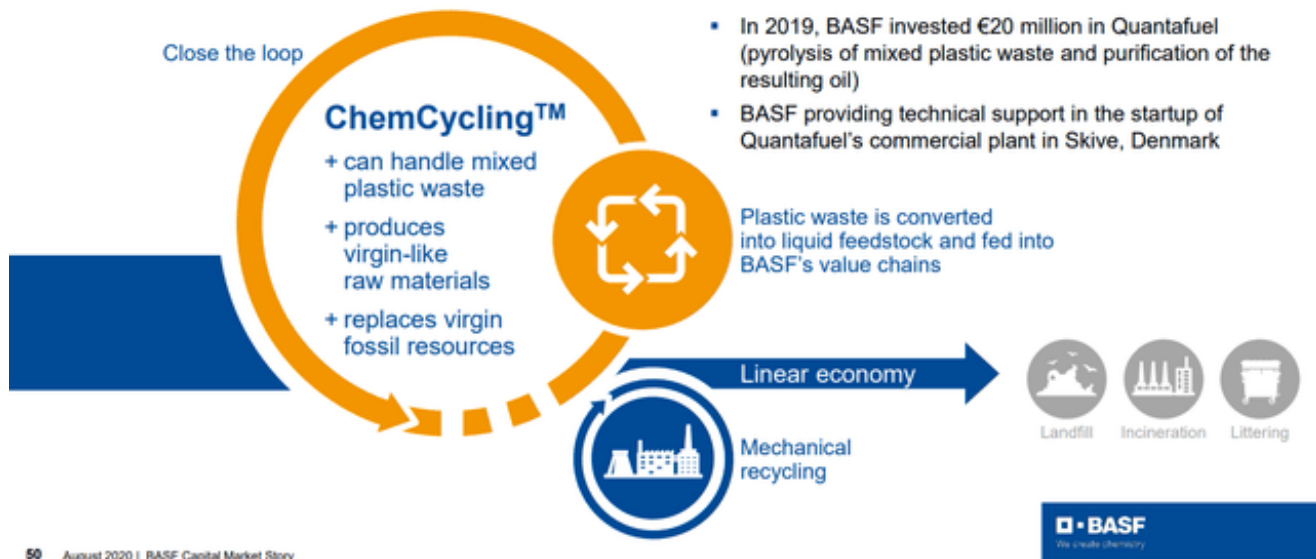 Close the loop
ChemCycling™
+ can handle mixed
plastic waste
+ produces
virgin-like
raw materials
+ replaces virgin
fossil resources
▪ In 2019, BASF invested €20 million in Quantafuel
(pyrolysis of mixed plastic waste and purification of the
resulting oil)
▪ BASF providing technical support in the startup of
Quantafuel's commercial plant in Skive, Denmark
Plastic waste is converted
into liquid feedstock and fed into
BASF's value chains
Linear economy
Landfill
Incineration
Littering
Mechanical
recycling
50 August 2020 | BASF Capital Market Story
BASF
We create chemistry